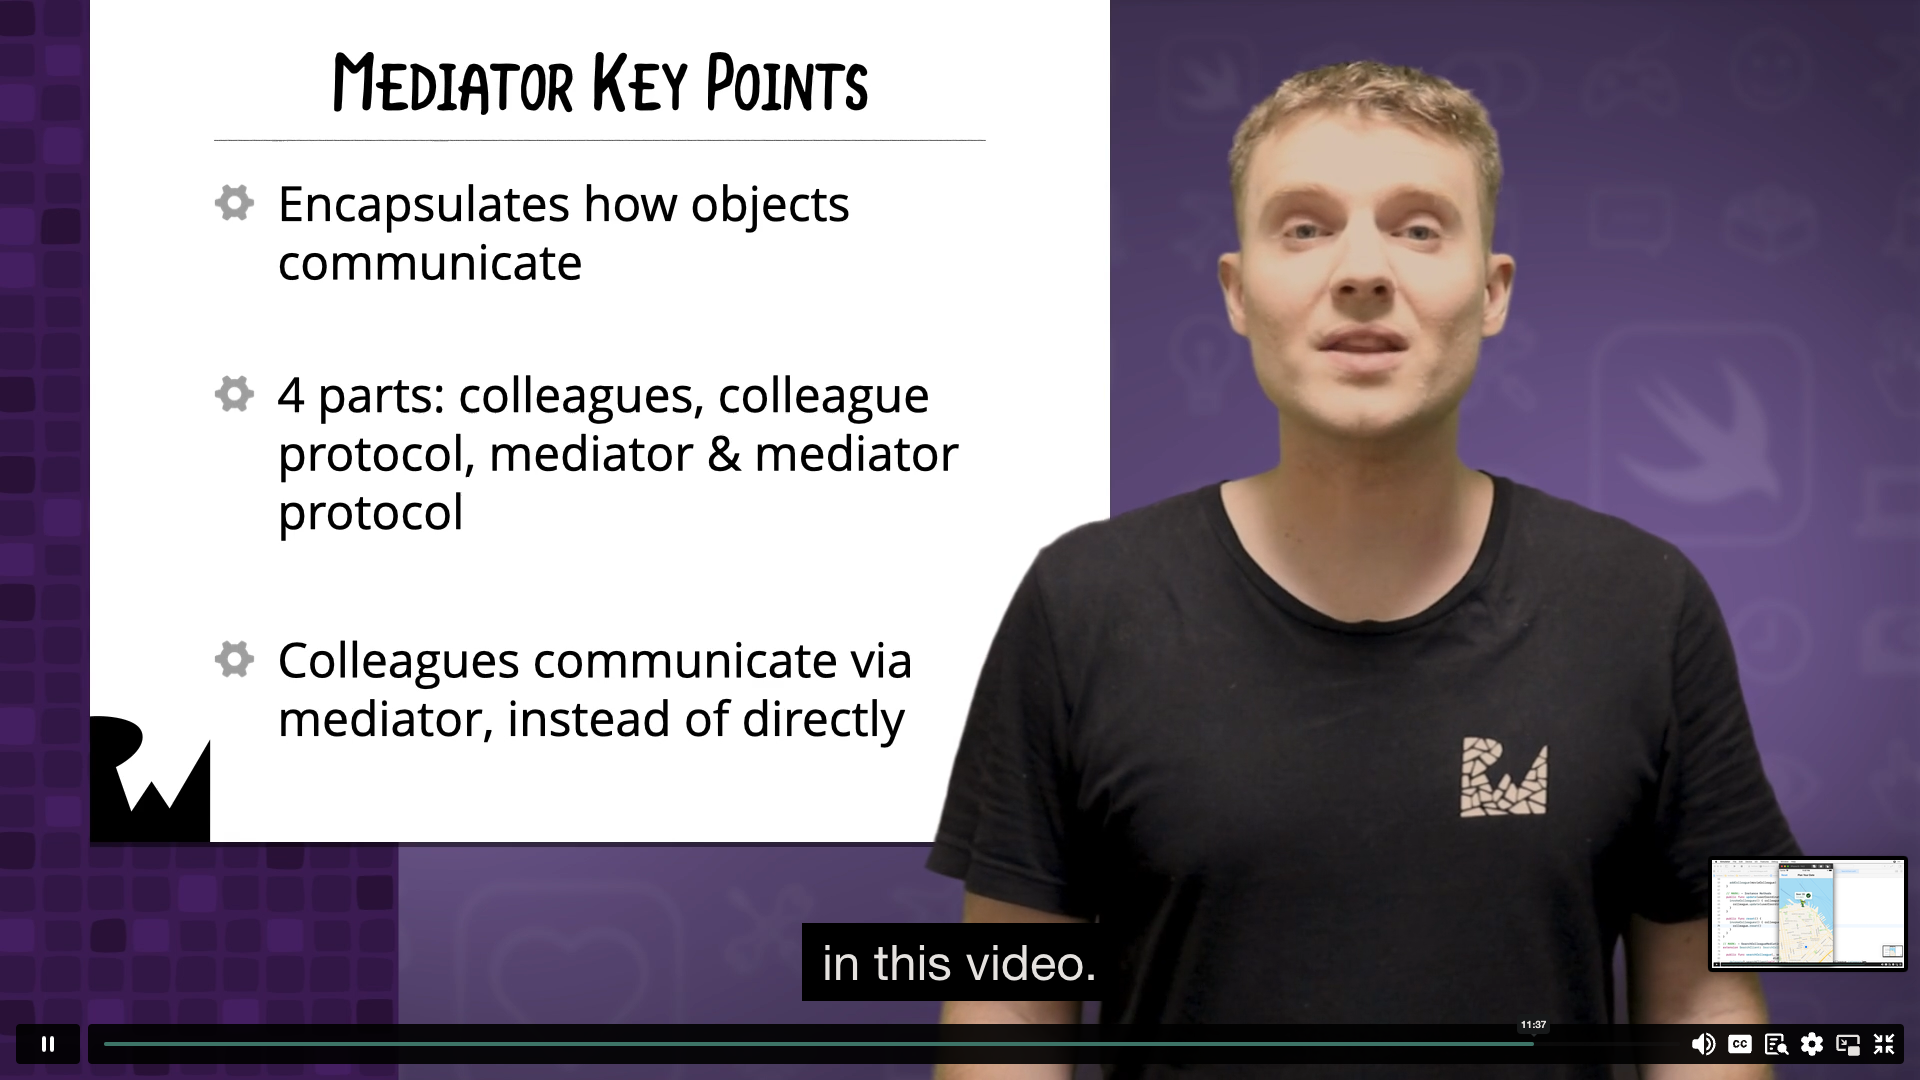 MEDIATOR KEY POINTS
Encapsulates how objects
communicate
4 parts: colleagues, colleague
protocol, mediator & mediator
protocol
Colleagues communicate via
mediator, instead of directly
in this video.
11:37
CC